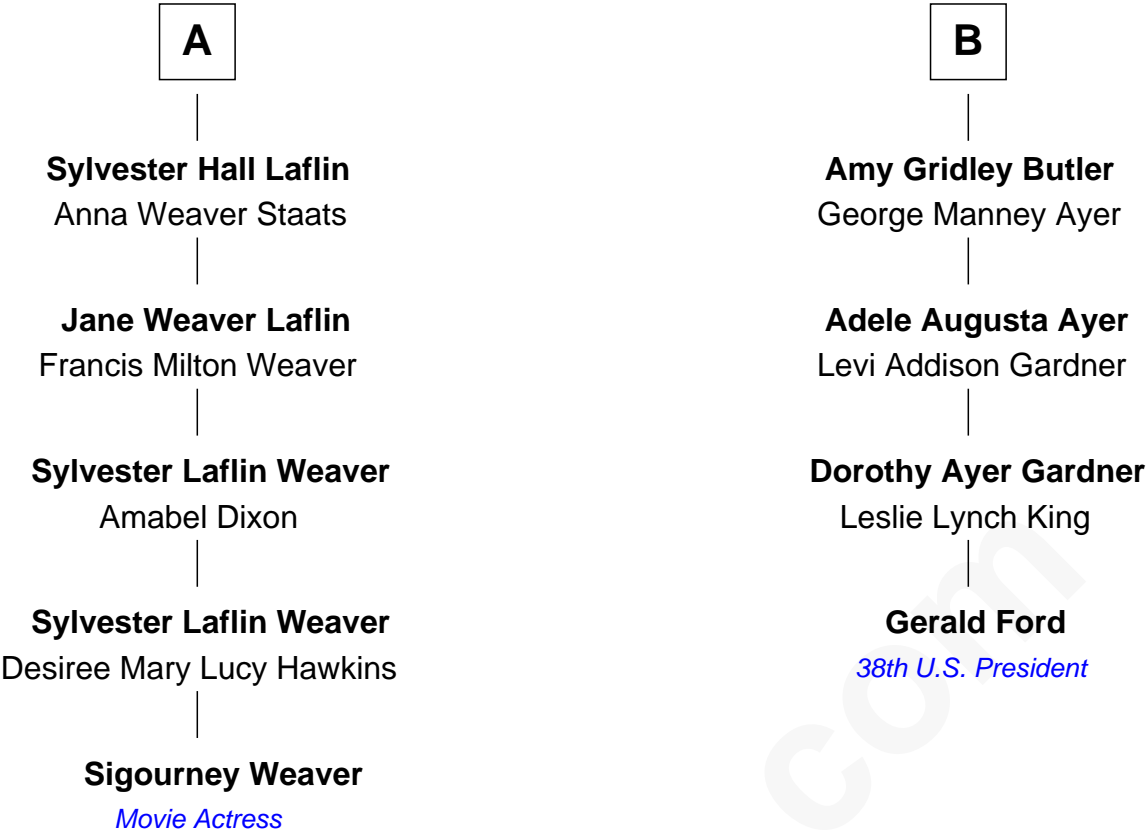 A
Sylvester Hall Laflin
Anna Weaver Staats
Jane Weaver Laflin
Francis Milton Weaver
Sylvester Laflin Weaver
Amabel Dixon
Sylvester Laflin Weaver
Desiree Mary Lucy Hawkins
Sigourney Weaver
Movie Actress
B
Amy Gridley Butler
George Manney Ayer
Adele Augusta Ayer
Levi Addison Gardner
Dorothy Ayer Gardner
Leslie Lynch King
Gerald Ford
38th U.S. President
com